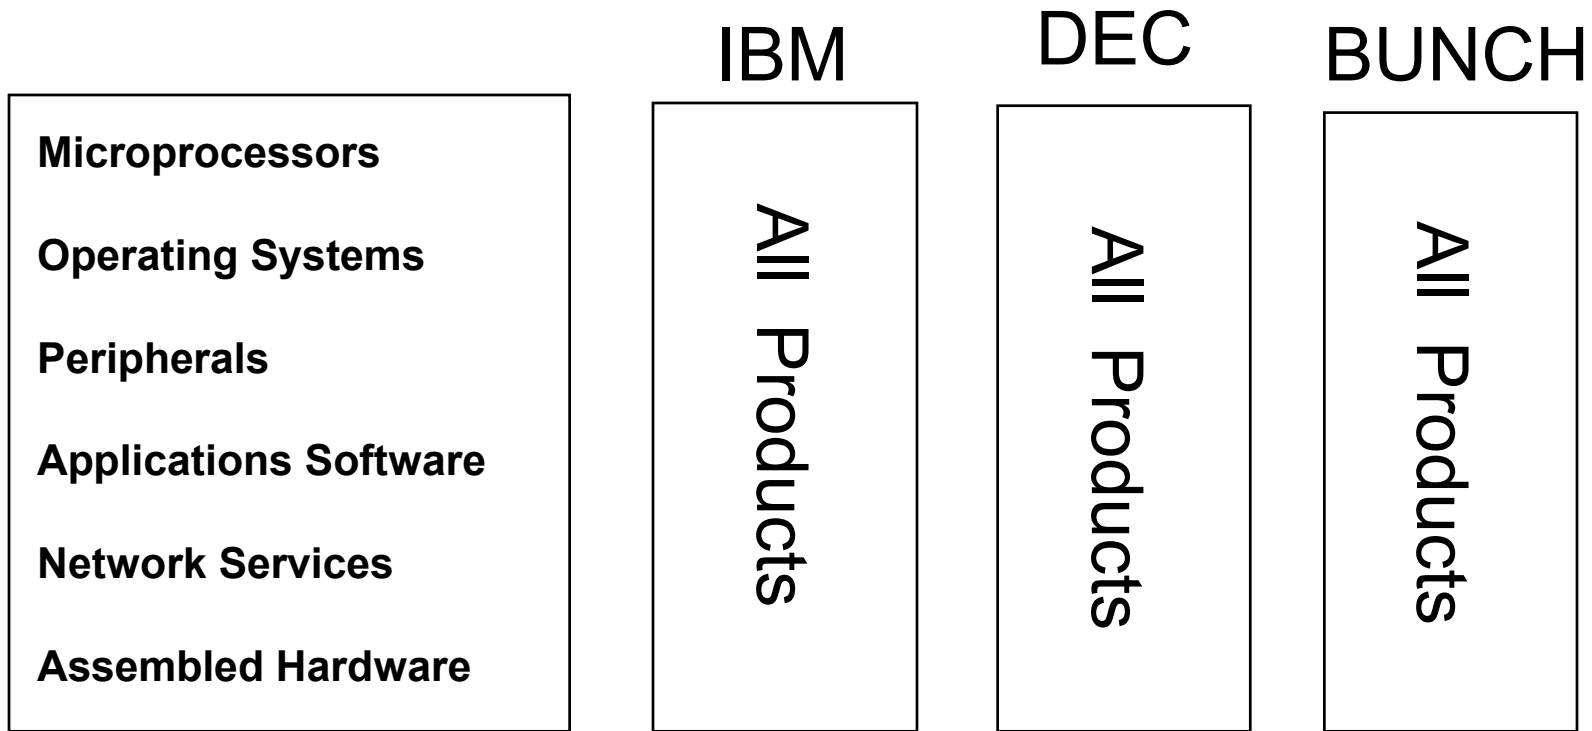 IBM
DEC
BUNCH
Microprocessors
Operating Systems
Peripherals
Applications Software
Network Services
Assembled Hardware
All Products
All Products
All Products